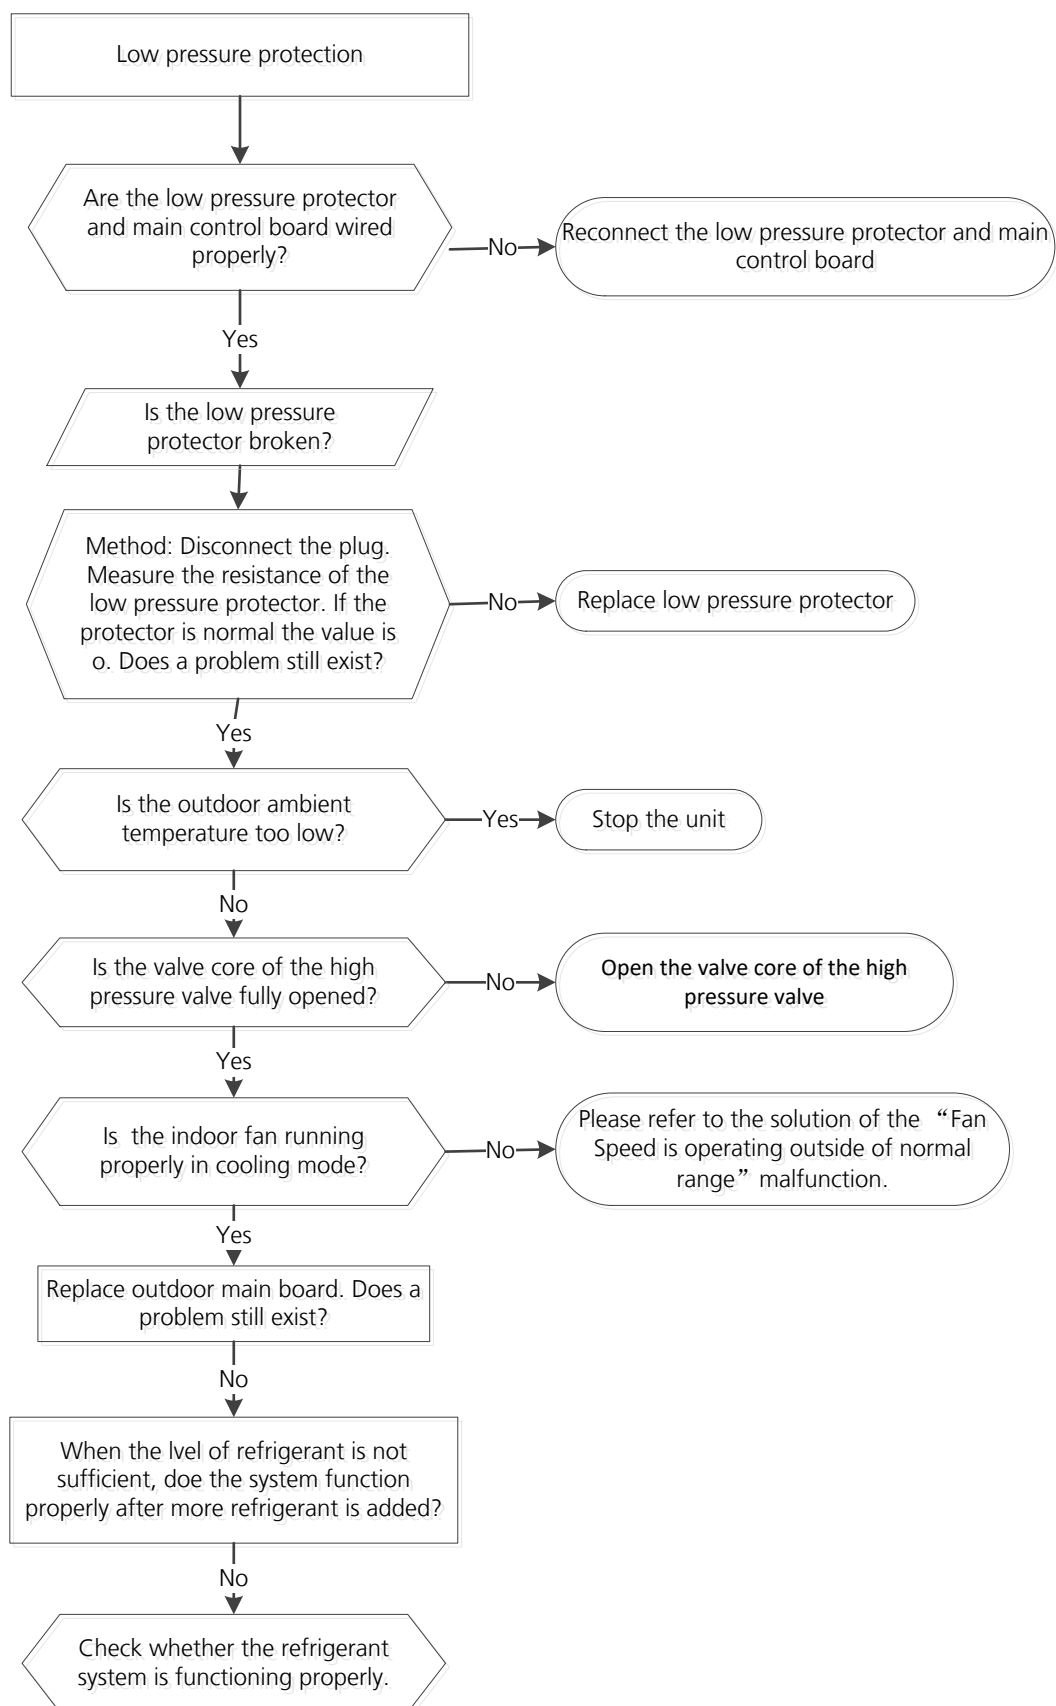 Low pressure protection
Are the low pressure protector
and main control board wired
properly?
No
Reconnect the low pressure protector and main
control board
Yes
Is the low pressure
protector broken?
Method: Disconnect the plug.
Measure the resistance of the
low pressure protector. If the
protector is normal the value is
o. Does a problem still exist?
No
Replace low pressure protector
Yes
Is the outdoor ambient
temperature too low?
Yes
Stop the unit
No
Is the valve core of the high
pressure valve fully opened?
No
Open the valve core of the high
pressure valve
Yes
Is the indoor fan running
properly in cooling mode?
No
Please refer to the solution of the “Fan
Speed is operating outside of normal
range” malfunction.
Yes
Replace outdoor main board. Does a
problem still exist?
No
When the lvel of refrigerant is not
sufficient, doe the system function
properly after more refrigerant is added?
No
Check whether the refrigerant
system is functioning properly.